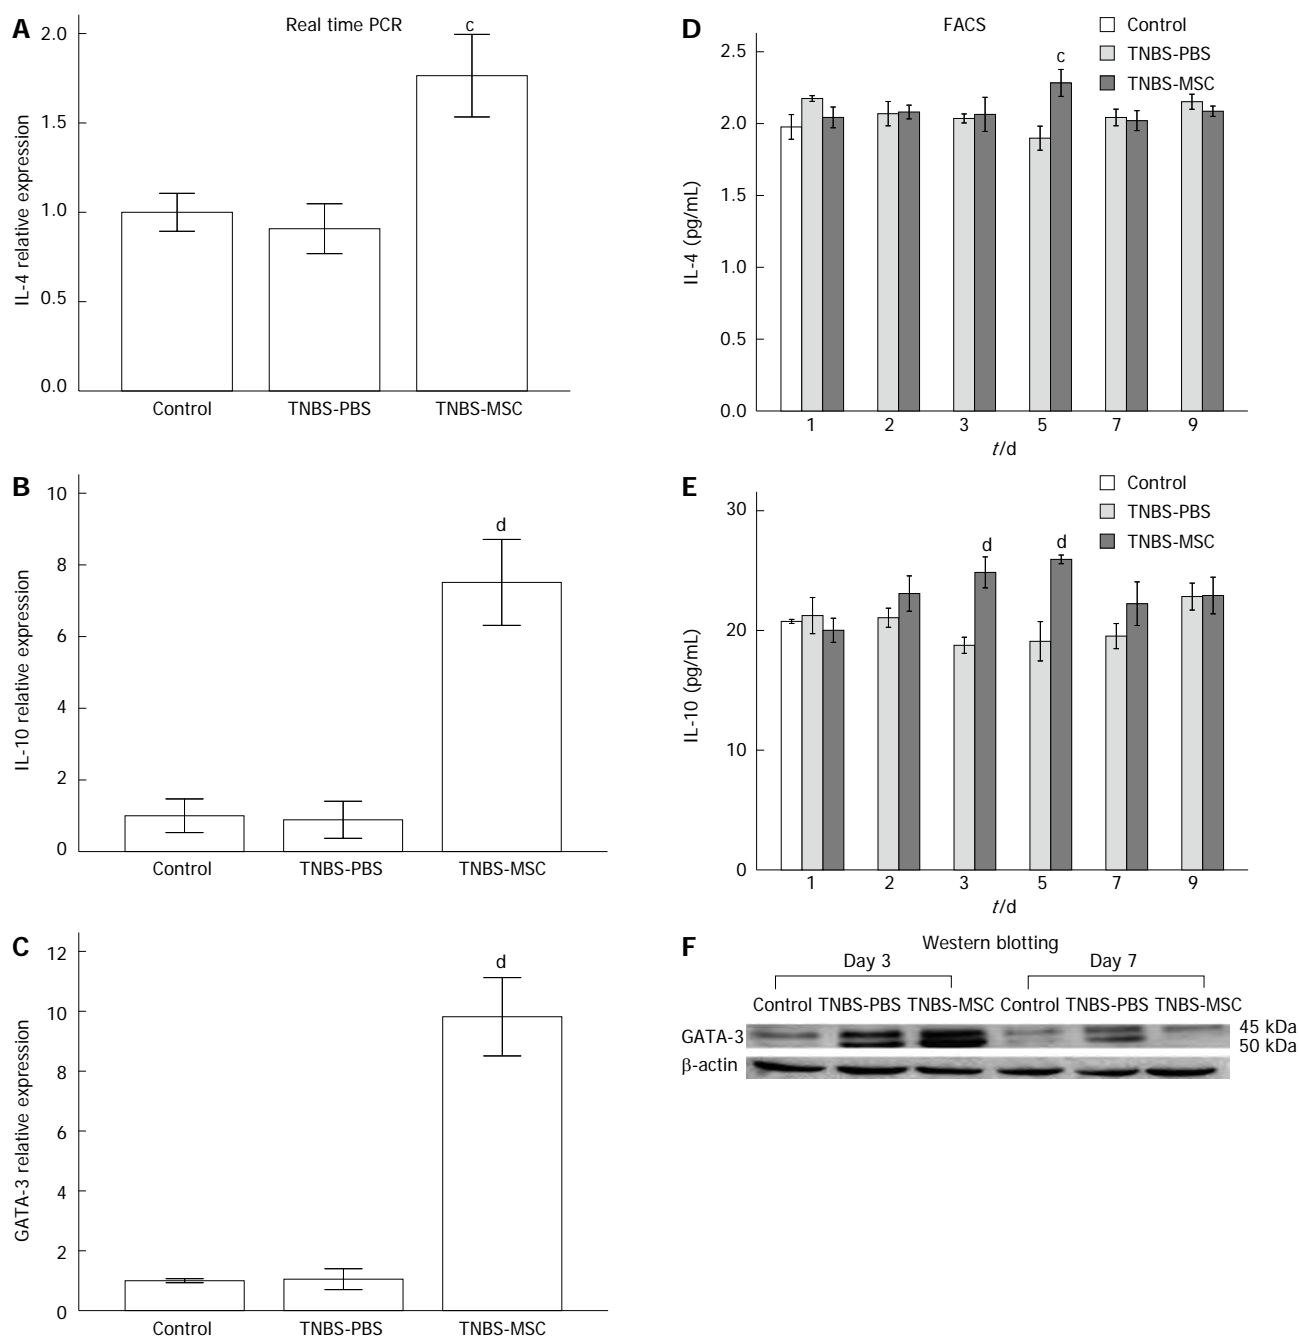 A
Real time PCR
IL-4 relative expression
2.0
1.5
1.0
0.5
0.0
c
Control TNBS-PBS TNBS-MSC
B
IL-10 relative expression
10
8
6
4
2
0
d
Control TNBS-PBS TNBS-MSC
C
GATA-3 relative expression
12
10
8
6
4
2
0
d
Control TNBS-PBS TNBS-MSC
D
FACS
Control
TNBS-PBS
TNBS-MSC
IL-4 (pg/mL)
2.5
2.0
1.5
1.0
0.5
0.0
c
1 2 3 5 7 9
t/d
E
Control
TNBS-PBS
TNBS-MSC
IL-10 (pg/mL)
30
20
10
0
d d
1 2 3 5 7 9
t/d
F
Western blotting
Day 3 Day 7
Control TNBS-PBS TNBS-MSC Control TNBS-PBS TNBS-MSC
GATA-3
45 kDa
50 kDa
β-actin